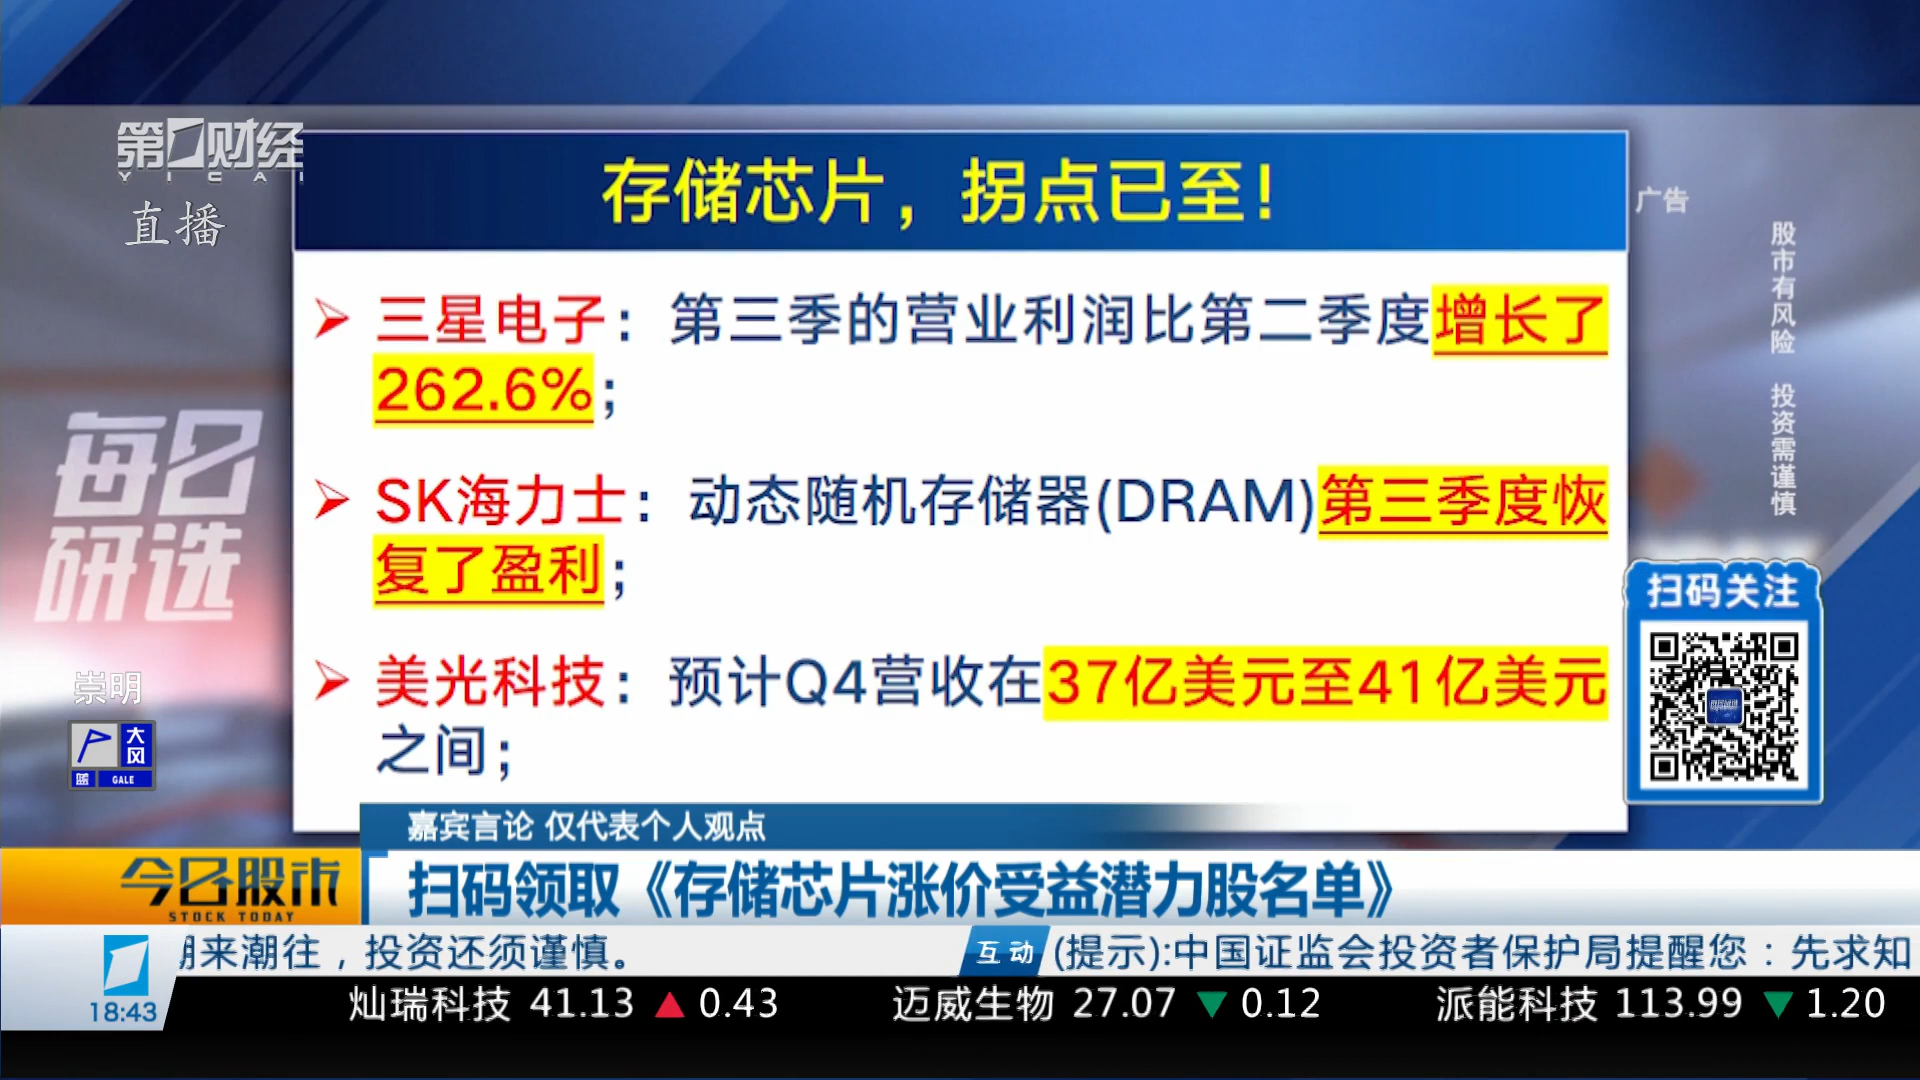 第一财经
YICAI
直播
存储芯片，拐点已至！
广告
股市有风险 投资需谨慎
三星电子：第三季的营业利润比第二季度增长了
262.6%；
SK海力士：动态随机存储器(DRAM)第三季度恢
复了盈利；
美光科技：预计Q4营收在37亿美元至41亿美元
之间；
每日
研选
崇明
大风
蓝 GALE
扫码关注
嘉宾言论 仅代表个人观点
今日股市
STOCK TODAY
扫码领取《存储芯片涨价受益潜力股名单》
来潮往，投资还须谨慎。
互动 (提示):中国证监会投资者保护局提醒您：先求知
18:43
灿瑞科技 41.13 ▲ 0.43 迈威生物 27.07 ▼ 0.12 派能科技 113.99 ▼ 1.20